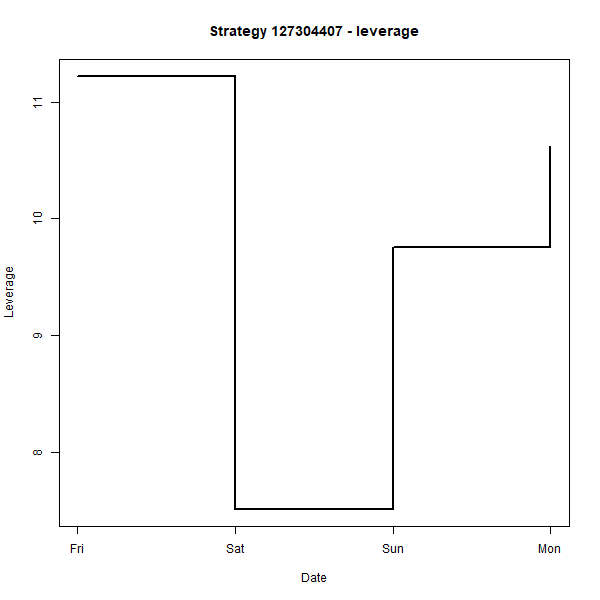 Strategy 127304407 - leverage
11
10
9
8
Leverage
Fri Sat Sun Mon
Date